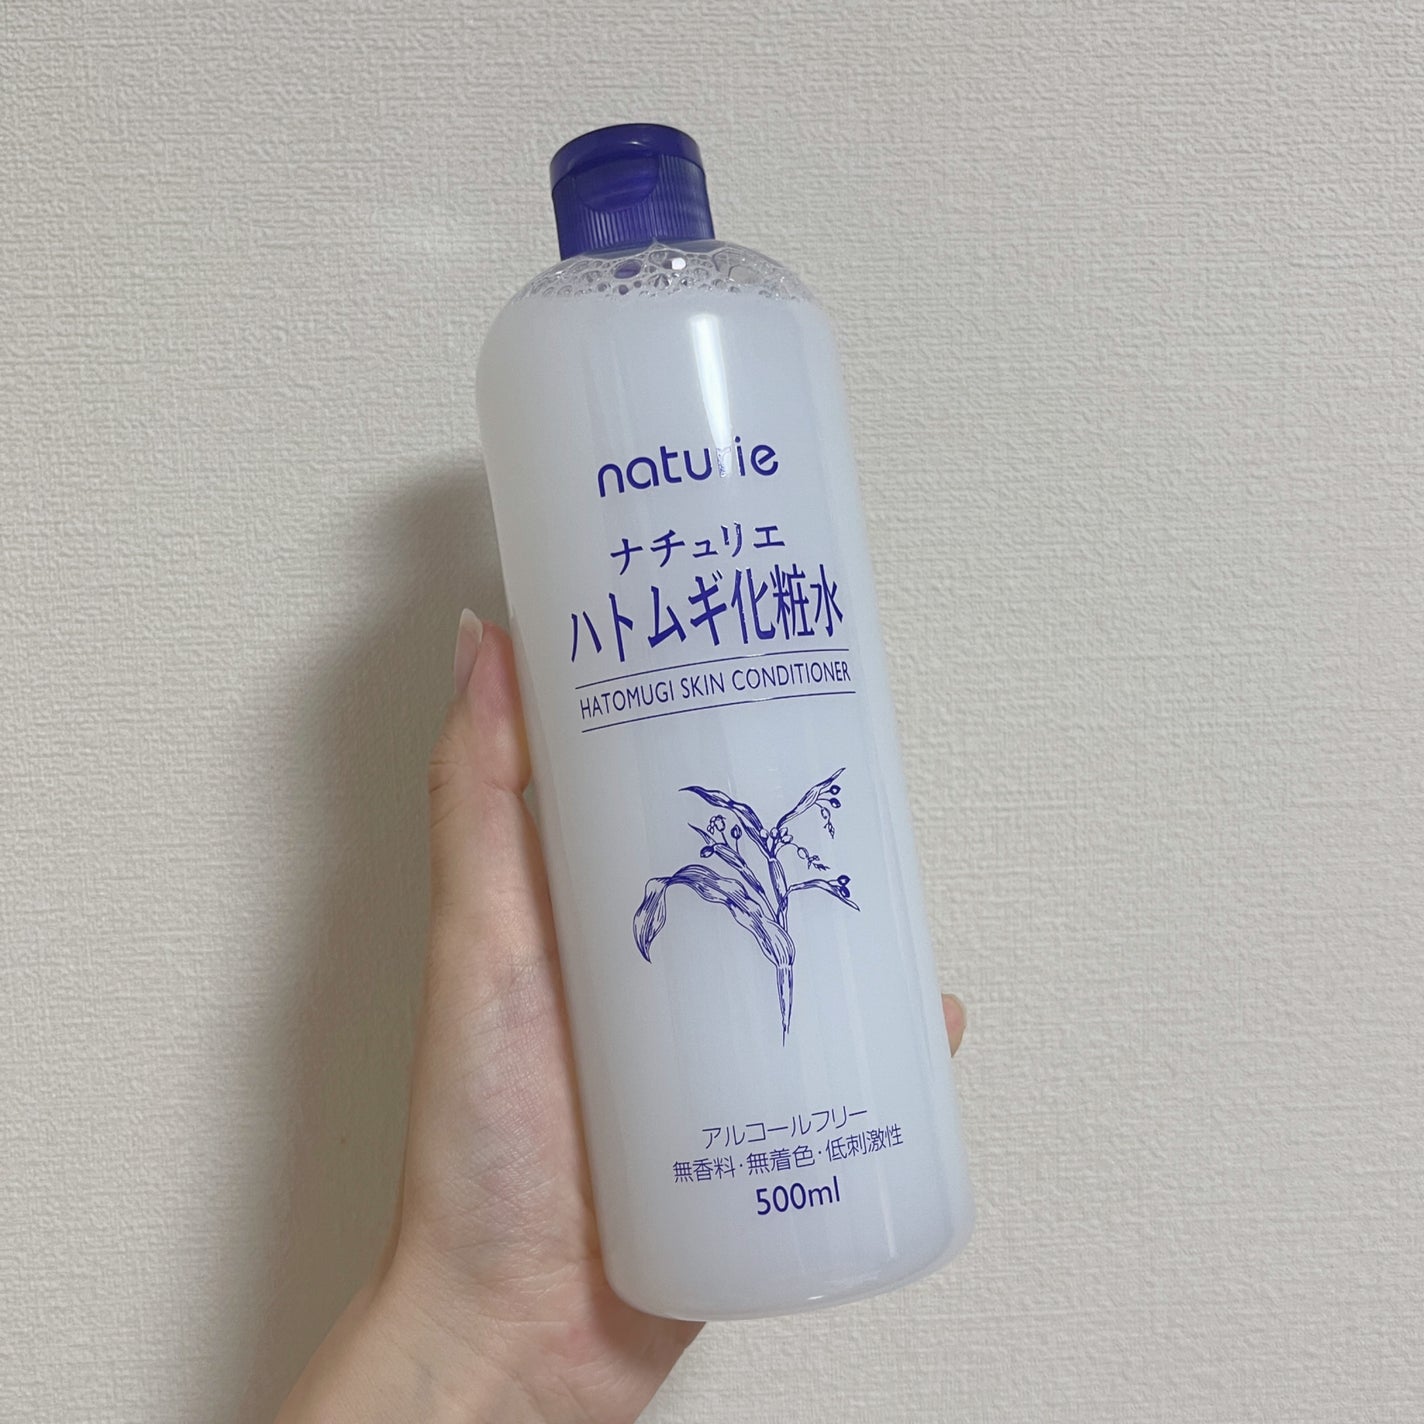 naturie
ナチュリエ
ハトムギ化粧水
HATOMUGI SKIN CONDITIONER
アルコールフリー
無香料・無着色・低刺激性
500ml